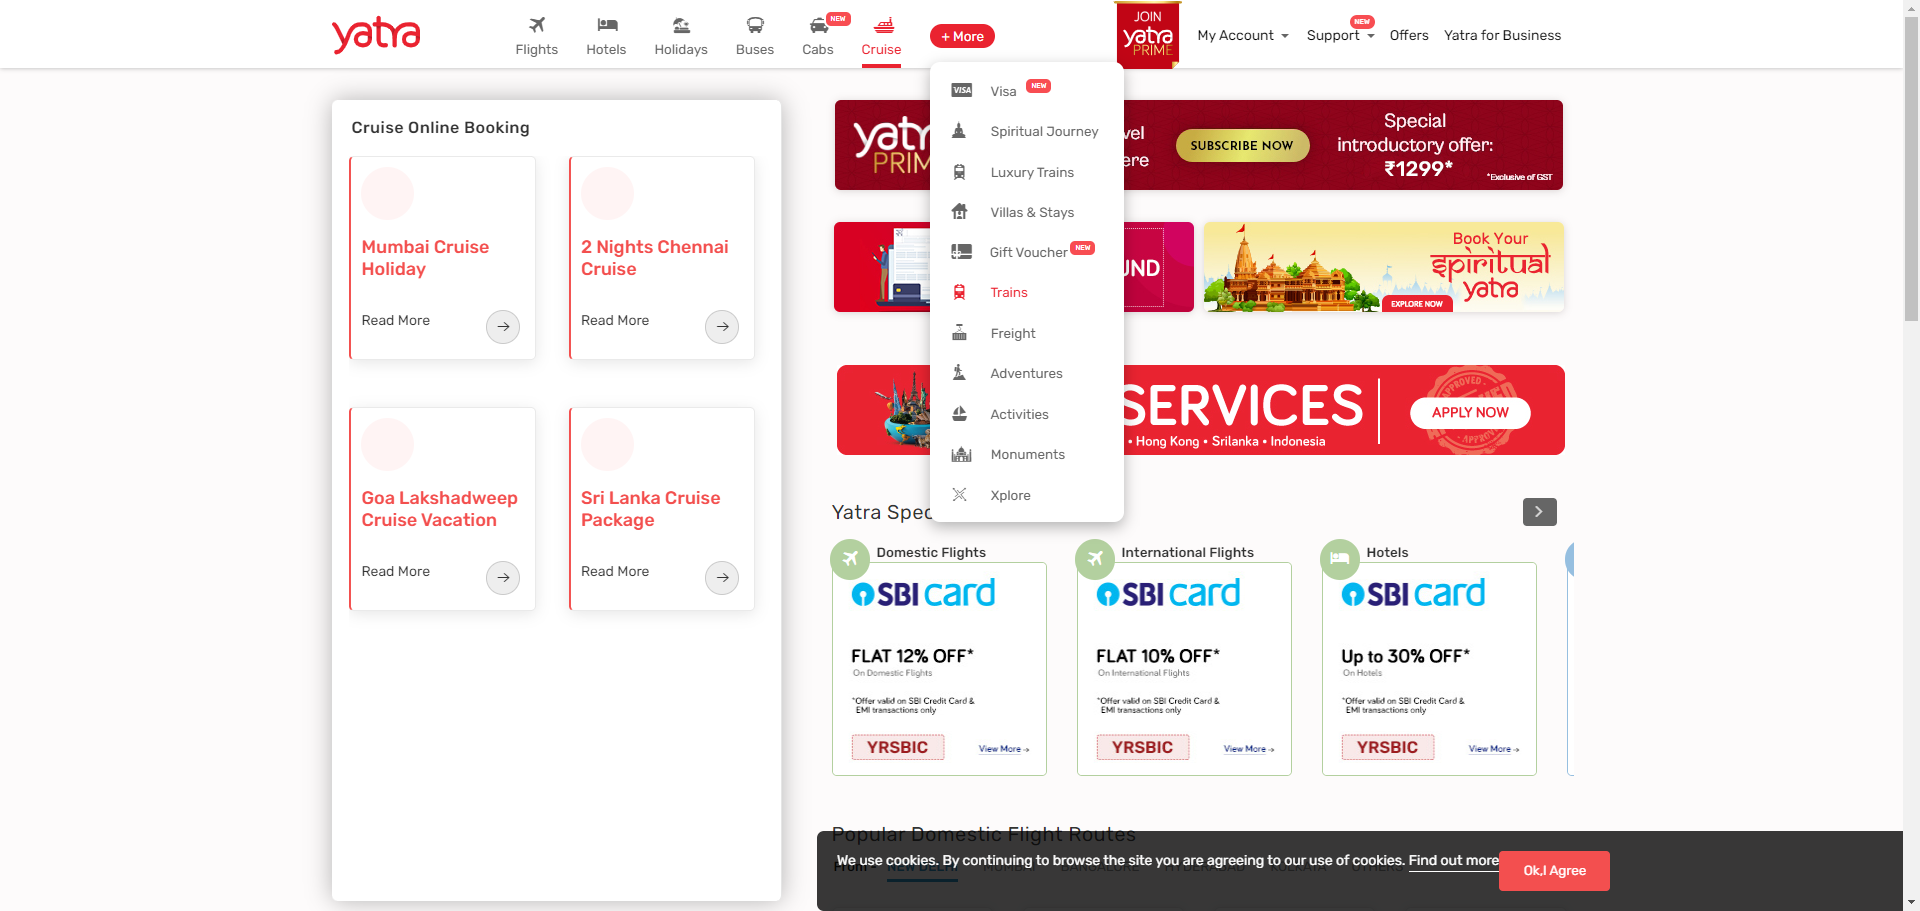 yatra
Flights
Hotels
Holidays
Buses
Cabs
NEW
Cruise
+ More
JOIN
yatra
PRIME
My Account
Support
NEW
Offers
Yatra for Business
Visa
NEW
Spiritual Journey
Luxury Trains
Villas & Stays
Gift Voucher
NEW
Trains
Freight
Adventures
Activities
Monuments
Xplore
Cruise Online Booking
Mumbai Cruise
Holiday
Read More
2 Nights Chennai
Cruise
Read More
Goa Lakshadweep
Cruise Vacation
Read More
Sri Lanka Cruise
Package
Read More
SUBSCRIBE NOW
Special
introductory offer:
₹1299*
*Exclusive of GST
Book Your
spiritual
yatra
EXPLORE NOW
SERVICES
• Hong Kong • Srilanka • Indonesia
APPLY NOW
Yatra Spec
Domestic Flights
SBI card
FLAT 12% OFF*
On Domestic Flights
*Offer valid on SBI Credit Card &
EMI transactions only
YRSBIC
View More →
International Flights
SBI card
FLAT 10% OFF*
On International Flights
*Offer valid on SBI Credit Card &
EMI transactions only
YRSBIC
View More →
Hotels
SBI card
Up to 30% OFF*
On Hotels
*Offer valid on SBI Credit Card &
EMI transactions only
YRSBIC
View More →
Popular Domestic Flight Routes
From
NEW DELHI
MUMBAI
BANGALORE
HYDERABAD
KOLKATA
OTHERS
We use cookies. By continuing to browse the site you are agreeing to our use of cookies. Find out more
Ok,I Agree